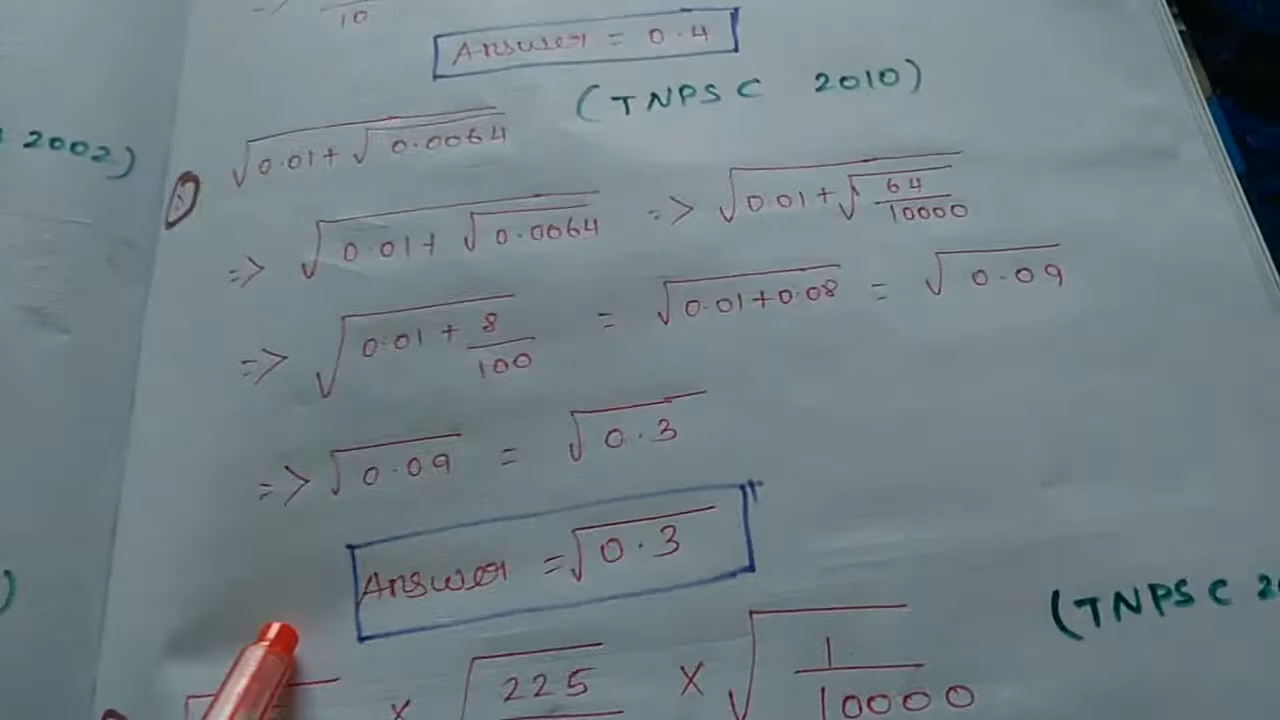 => 10
Answer = 0.4
(TNPSC 2010)
2002)
√0.01+√0.0064
=> √0.01+√0.0064 => √0.01+√64/10000
=> √0.01+8/100 = √0.01+0.08 = √0.09
=> √0.09 = √0.3
Answer = √0.3
)
(TNPSC 2
× √225 × √1/10000